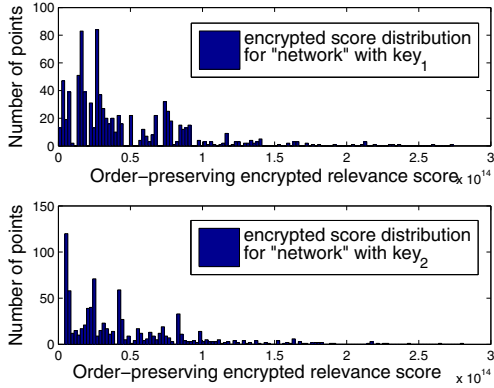 100
80
60
40
20
0
Number of points
encrypted score distribution
for "network" with key1
0 0.5 1 1.5 2 2.5 3
Order−preserving encrypted relevance score
x 10^14
150
100
50
0
Number of points
encrypted score distribution
for "network" with key2
0 0.5 1 1.5 2 2.5 3
Order−preserving encrypted relevance score
x 10^14